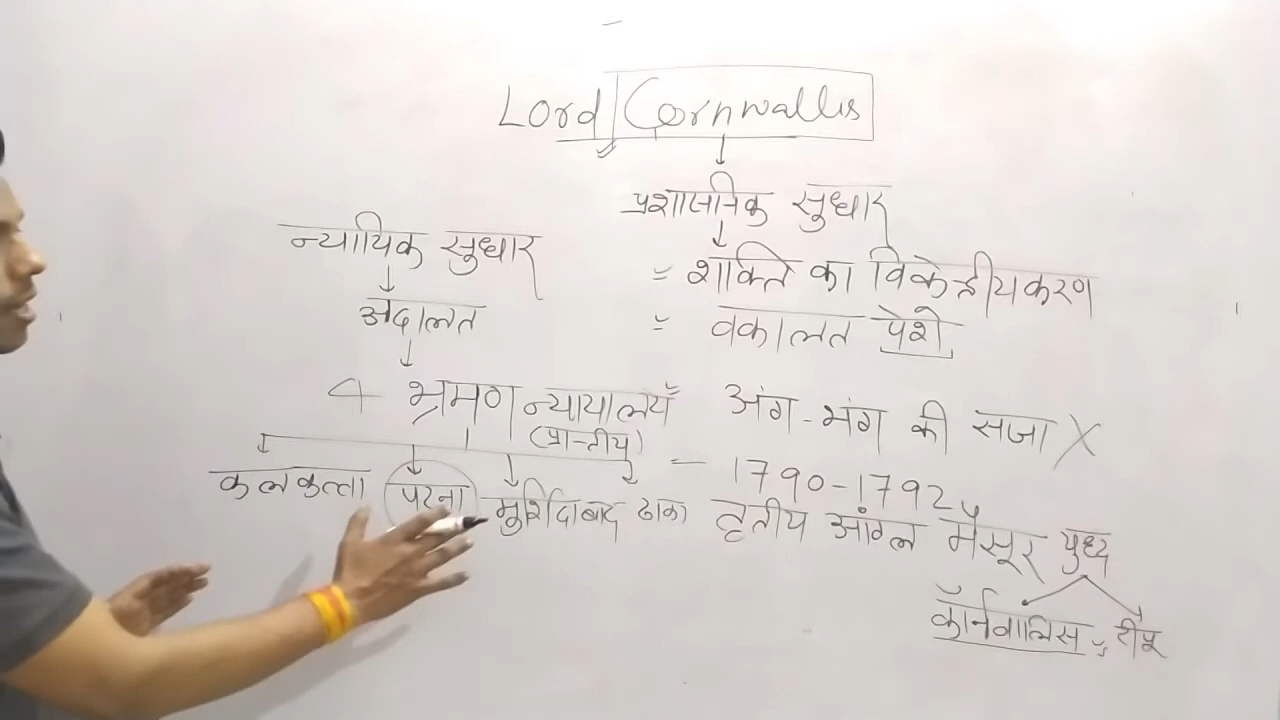 Lord Cornwallis
प्रशासनिक सुधार
= शक्ति का विकेन्द्रीयकरण
= वकालत पेशे
= अंग-भंग की सजा X
न्यायिक सुधार
अदालत
4 भ्रमण न्यायालय
(प्रान्तीय)
कलकत्ता पटना मुर्शिदाबाद ढाका
- 1790-1792
तृतीय आंग्ल मैसूर युध्द
कॉर्नवालिस टीपू